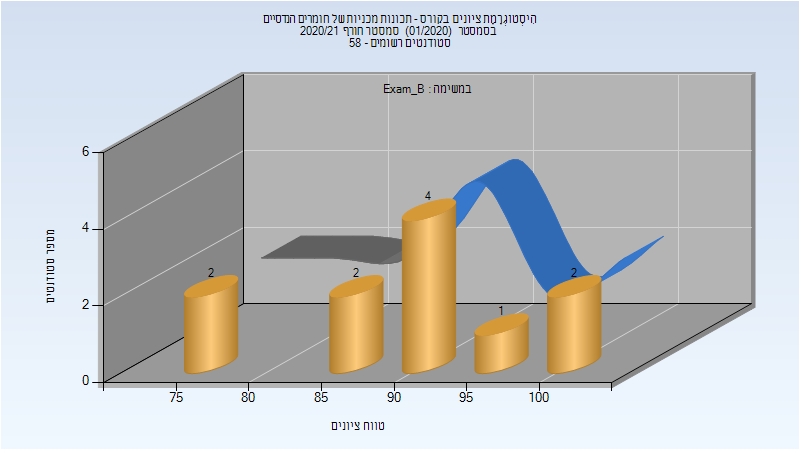 הִיסְטוֹגְרָמַת ציונים בקורס - תכונות מכניות של חומרים הנדסיים
בסמסטר (01/2020) סמסטר חורף 2020/21
סטודנטים רשומים - 58
במשימה : Exam_B
מספר סטודנטים
6
4
2
0
2
2
4
1
2
75 80 85 90 95 100
טווח ציונים